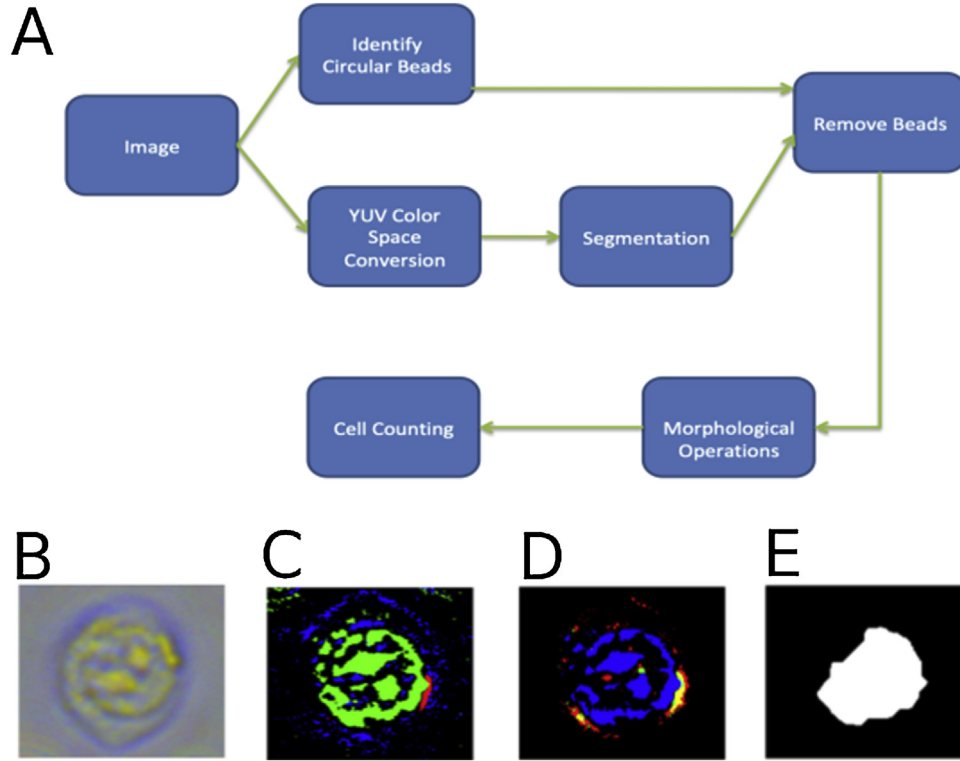 A
Identify
Circular Beads
Image
Remove Beads
YUV Color
Space
Conversion
Segmentation
Cell Counting
Morphological
Operations
B
C
D
E